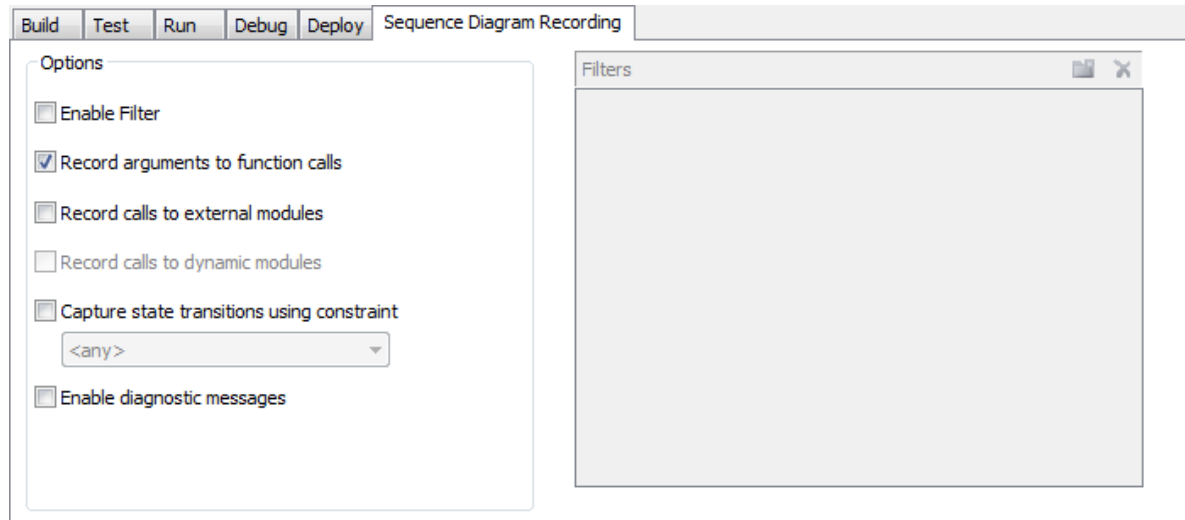 Build Test Run Debug Deploy Sequence Diagram Recording
Options
Filters
Enable Filter
Record arguments to function calls
Record calls to external modules
Record calls to dynamic modules
Capture state transitions using constraint
<any>
Enable diagnostic messages